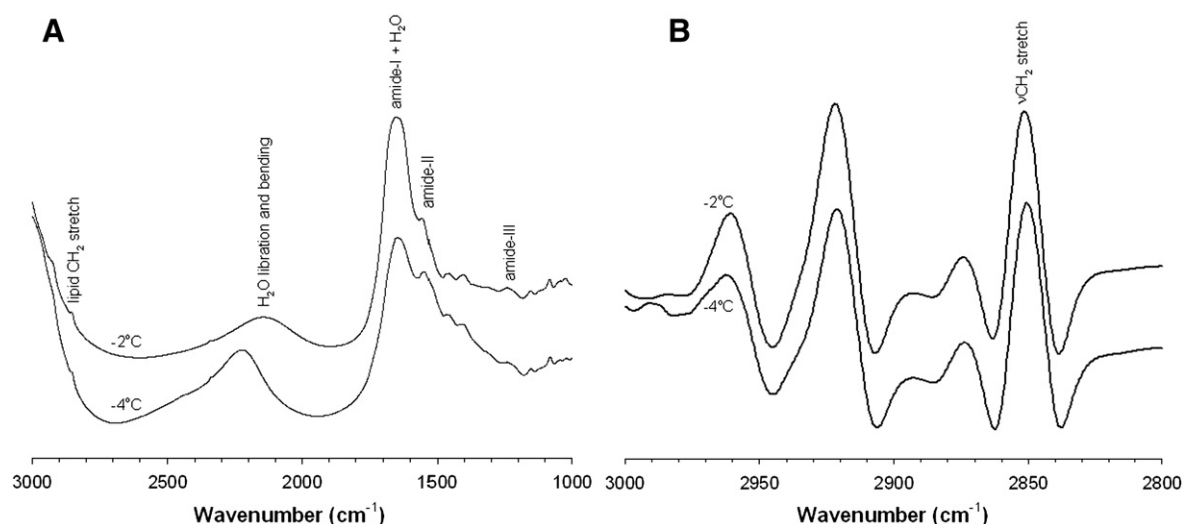 A
lipid CH₂ stretch
H₂O libration and bending
amide-I + H₂O
amide-II
amide-III
-2°C
-4°C
3000 2500 2000 1500 1000
Wavenumber (cm⁻¹)
B
νCH₂ stretch
-2°C
-4°C
3000 2950 2900 2850 2800
Wavenumber (cm⁻¹)